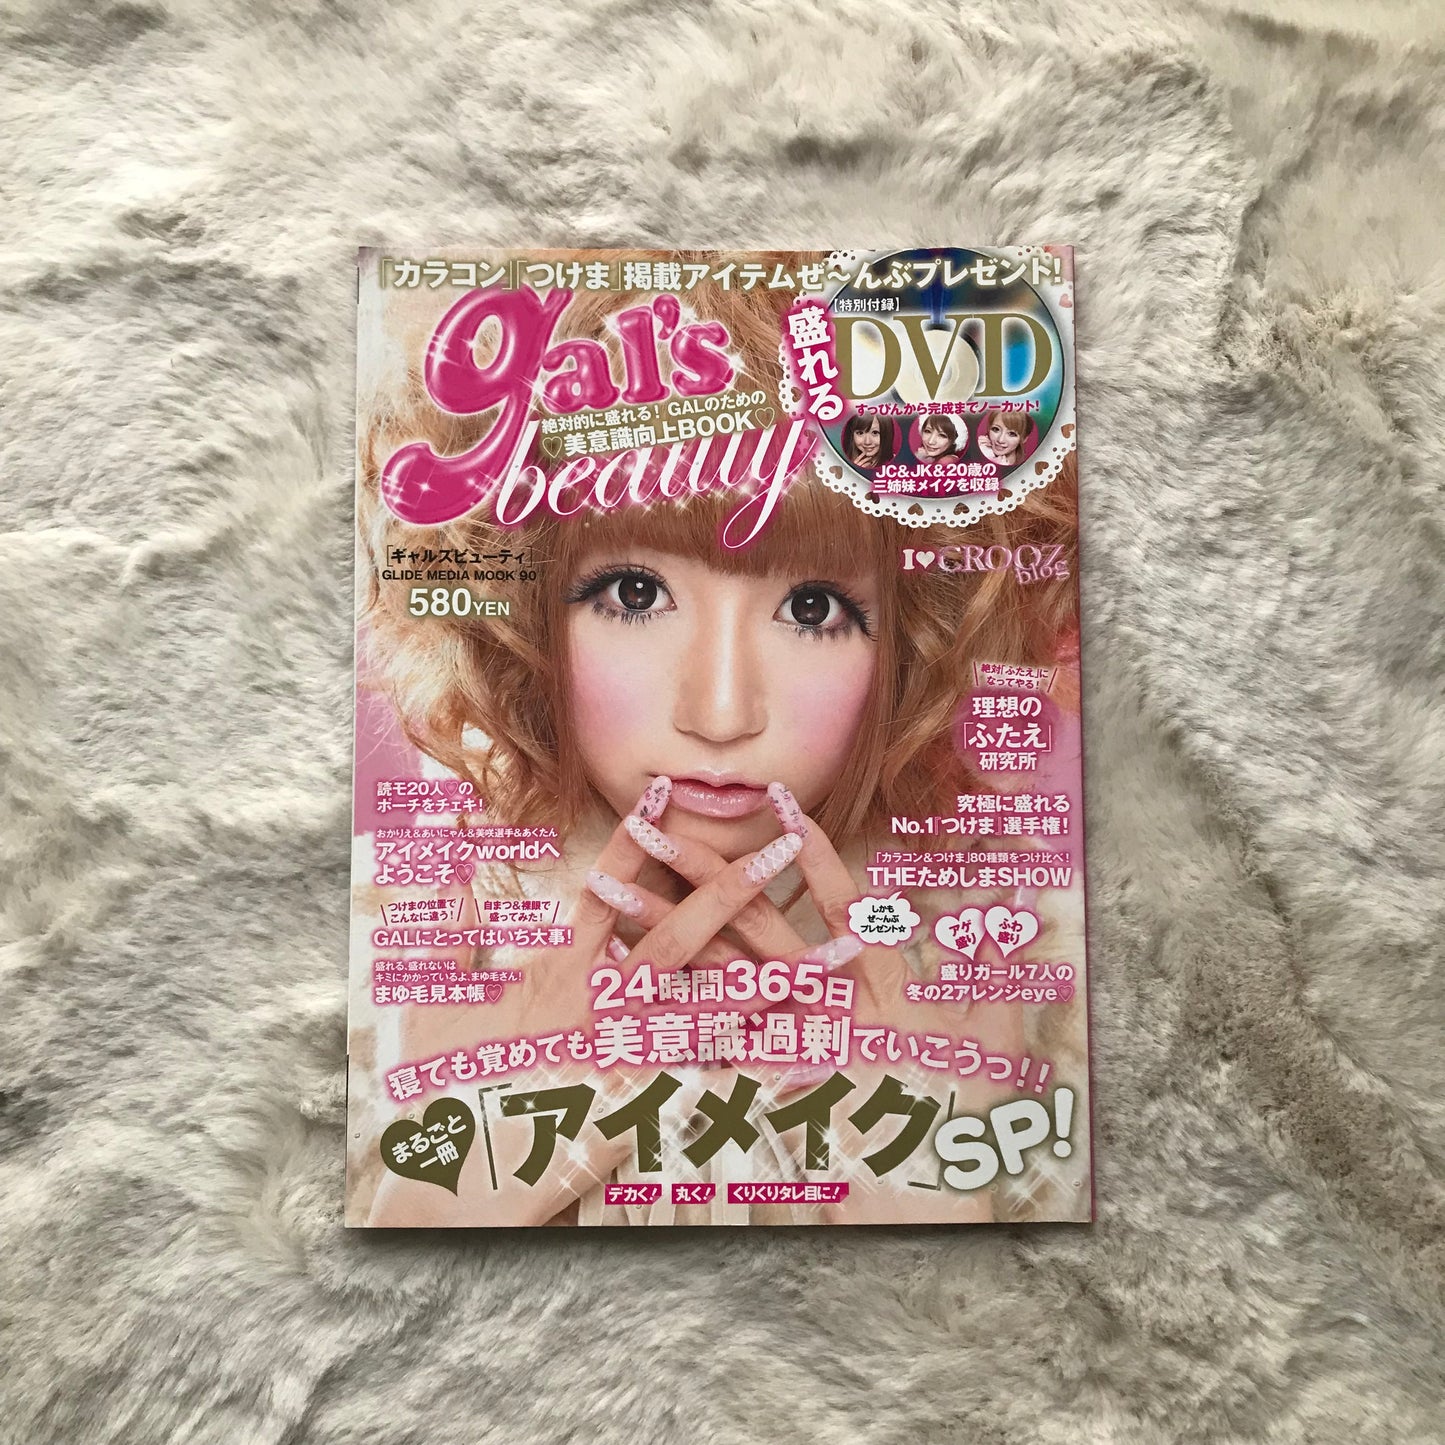 「カラコン」「つけま」掲載アイテムぜ〜んぶプレゼント!
gal's
絶対的に盛れる! GALのための
♡美意識向上BOOK♡
beauty
盛れる
【特別付録】
DVD
すっぴんから完成までノーカット!
JC&JK&20歳の
三姉妹メイクを収録
[ギャルズビューティ]
GLIDE MEDIA MOOK 90
580YEN
I♥CROOZ
blog
絶対「ふたえ」に
なってやる!
理想の
「ふたえ」
研究所
読モ20人♡の
ポーチをチェキ!
究極に盛れる
No.1『つけま』選手権!
おかりえ&あいにゃん&美咲選手&あくたん
アイメイクworldへ
ようこそ♡
「カラコン&つけま」80種類をつけ比べ!
THEためしまSHOW
つけまの位置で
こんなに違う!
自まつ&裸眼で
盛ってみた!
GALにとってはいち大事!
しかも
ぜ〜んぶ
プレゼント☆
アゲ
盛り
ふわ
盛り
盛りガール7人の
冬の2アレンジeye♡
盛れる、盛れないは
キミにかかっているよ、まゆ毛さん!
まゆ毛見本帳♡
24時間365日
寝ても覚めても美意識過剰でいこうっ!!
まるごと
一冊
「アイメイク」SP!
デカく!
丸く!
くりくりタレ目に!